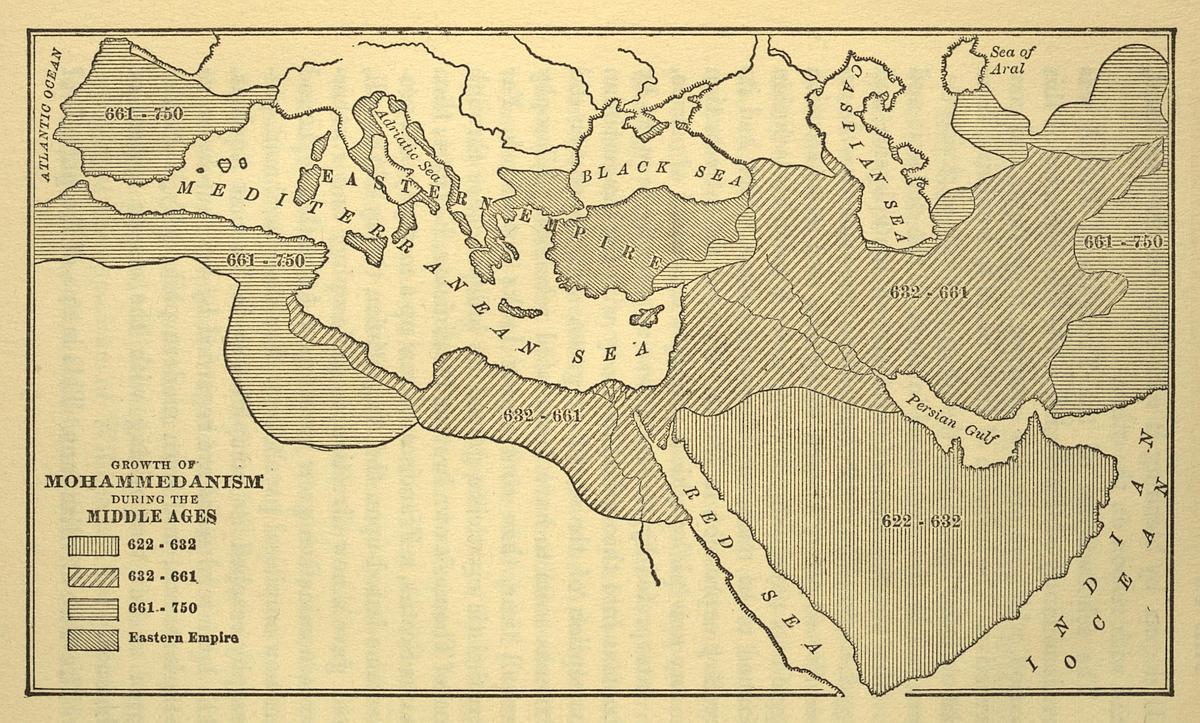 ATLANTIC OCEAN
661 - 750
Adriatic Sea
CASPIAN SEA
Sea of
Aral
BLACK SEA
MEDITERRANEAN SEA
EASTERN EMPIRE
661 - 750
661 - 750
632 - 661
632 - 661
Persian Gulf
RED SEA
622 - 632
INDIAN
OCEAN
GROWTH OF
MOHAMMEDANISM
DURING THE
MIDDLE AGES
622 - 632
632 - 661
661 - 750
Eastern Empire